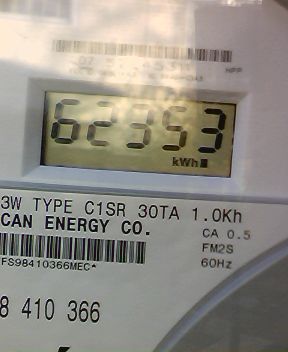 62353
kWh
3W TYPE C1SR 30TA 1.0Kh
CAN ENERGY CO.
CA 0.5
FM2S
60Hz
FS98410366MEC*
8 410 366